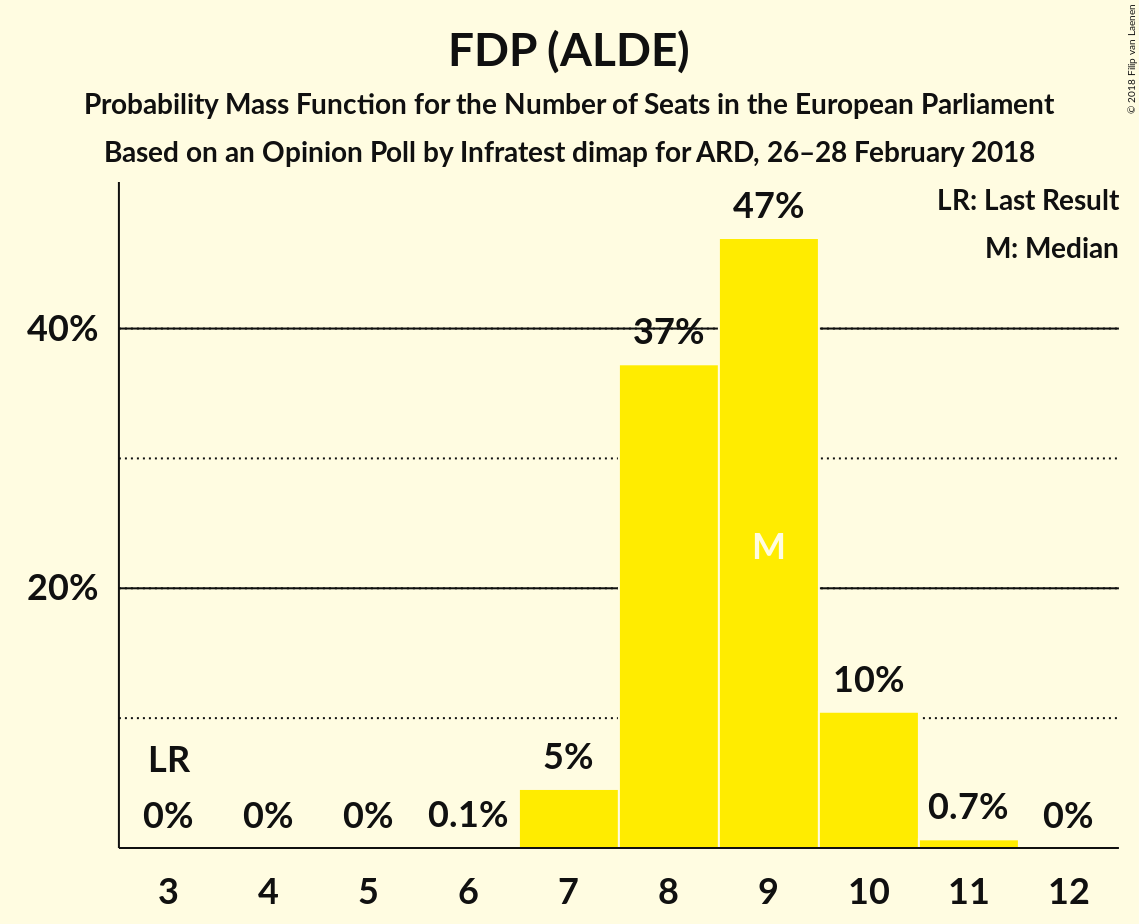 FDP (ALDE)
Probability Mass Function for the Number of Seats in the European Parliament
Based on an Opinion Poll by Infratest dimap for ARD, 26–28 February 2018
© 2018 Filip van Laenen
LR: Last Result
M: Median
47%
40%
37%
M
20%
10%
LR
5%
0%
0%
0%
0.1%
0.7%
0%
3 4 5 6 7 8 9 10 11 12